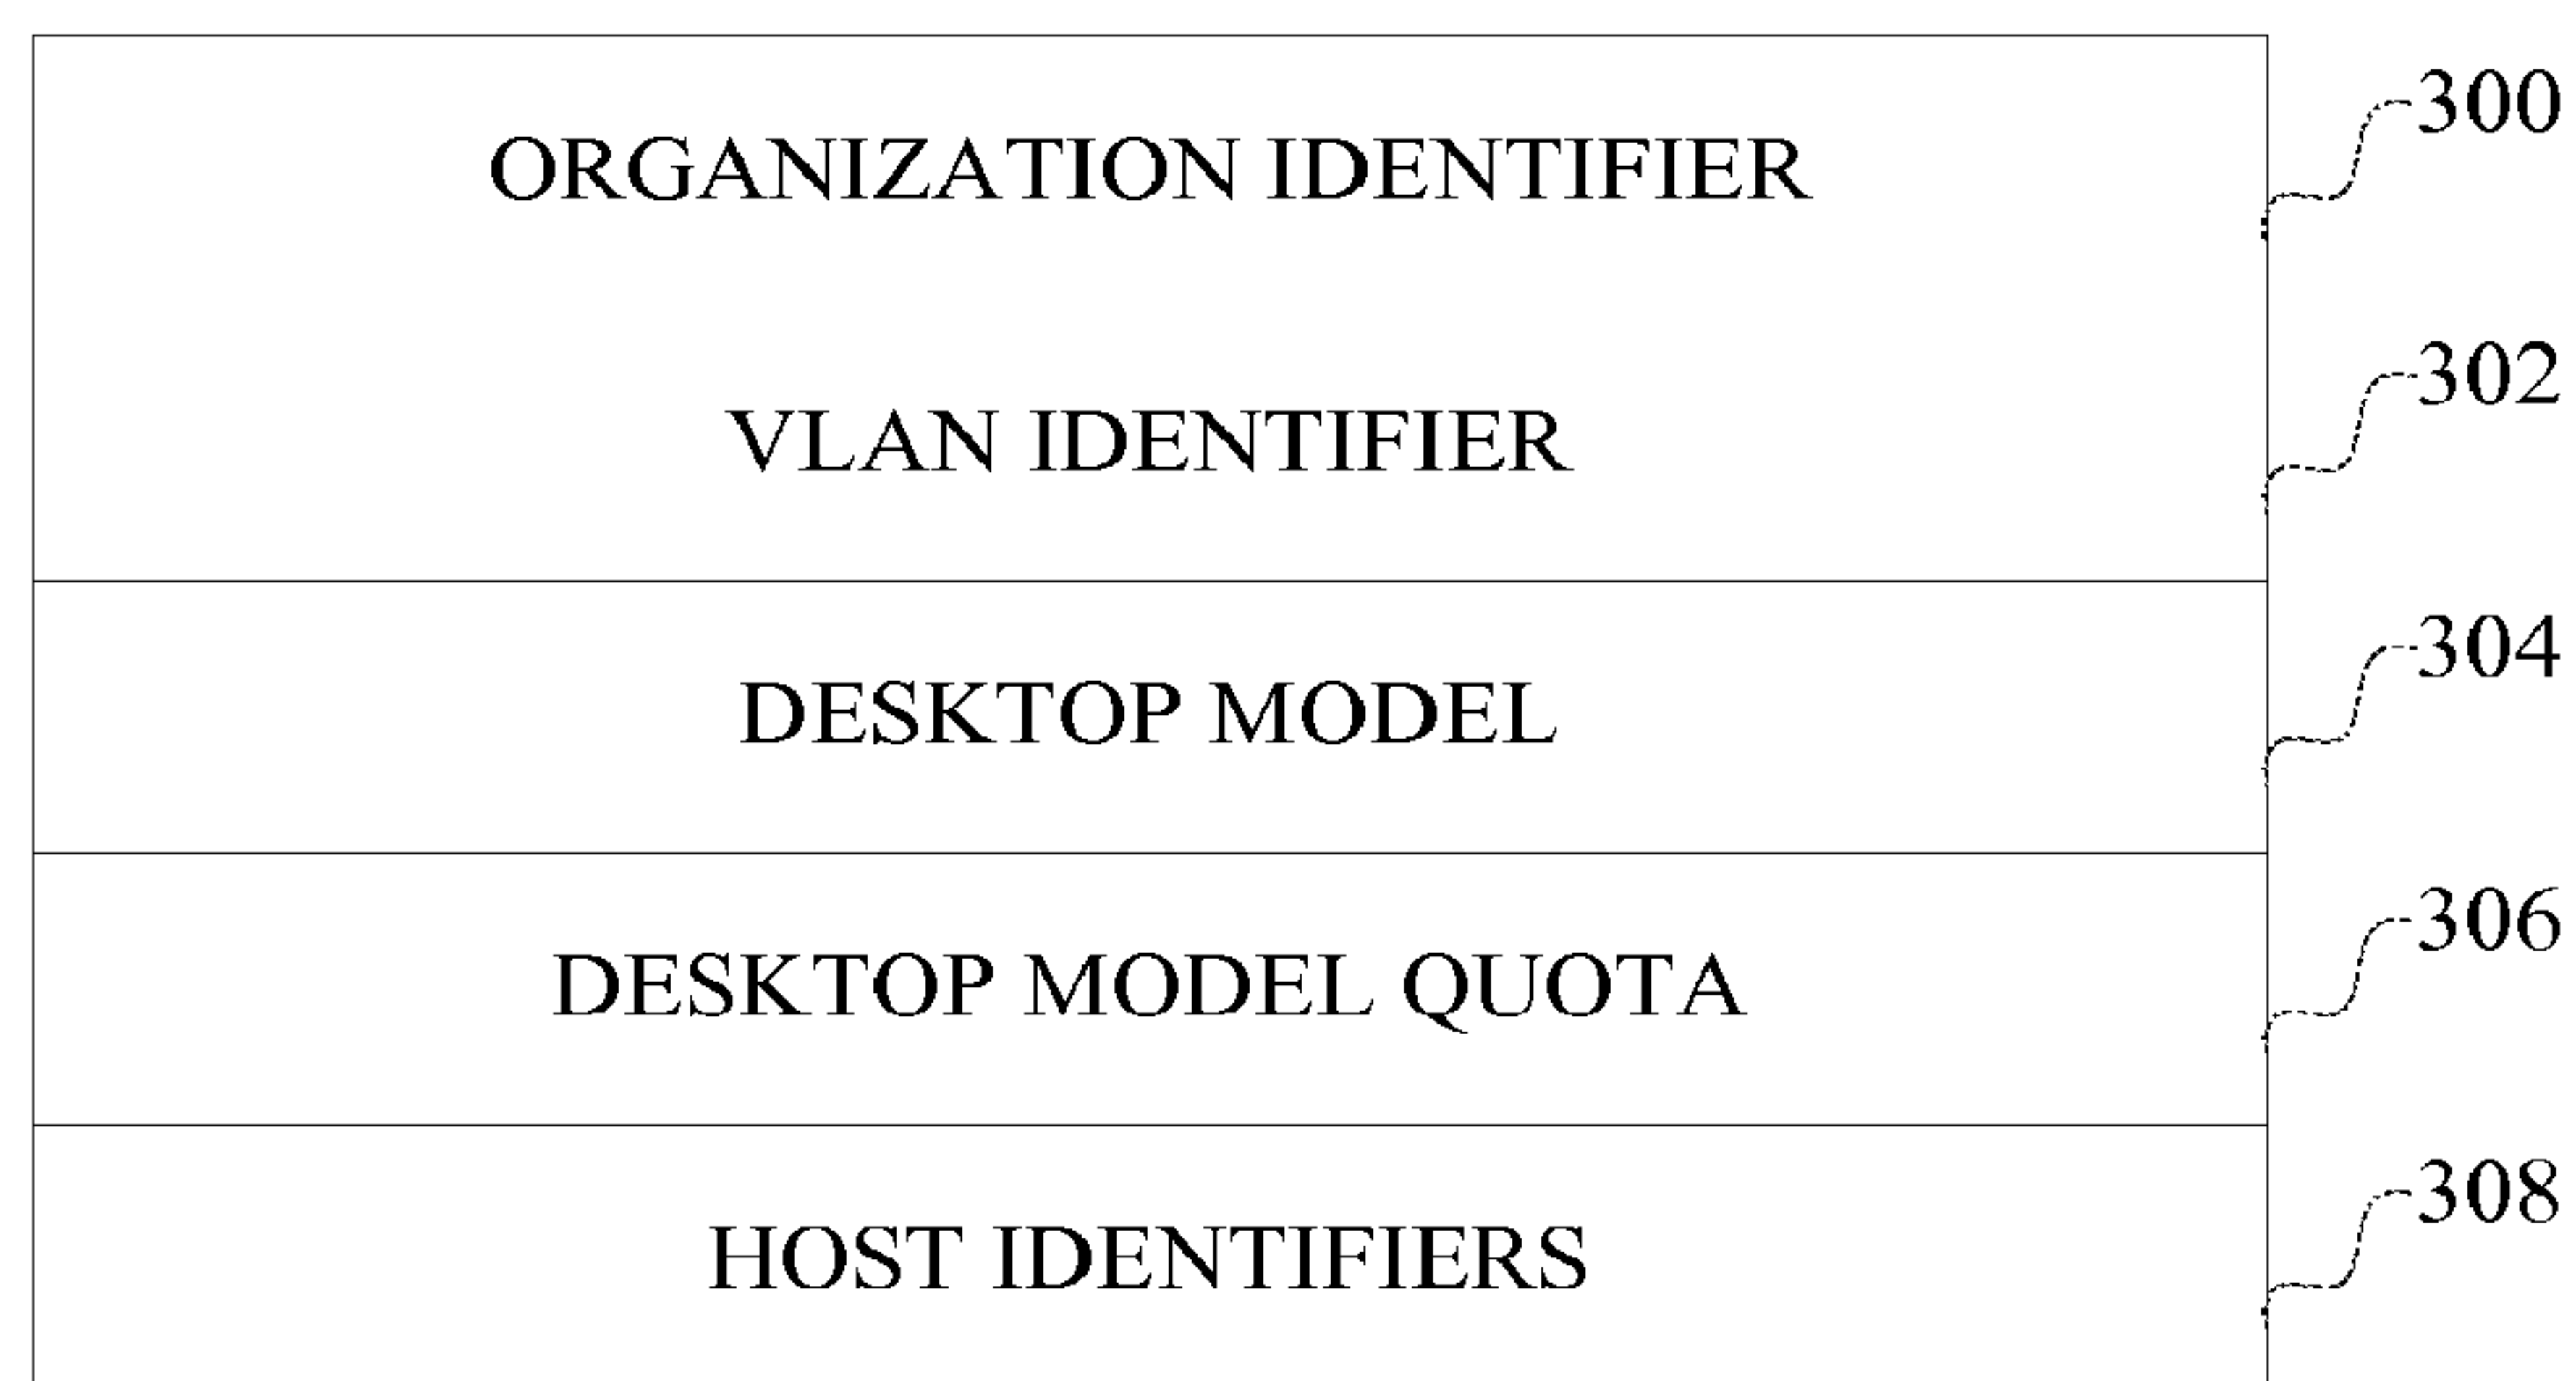 300
ORGANIZATION IDENTIFIER
302
VLAN IDENTIFIER
304
DESKTOP MODEL
306
DESKTOP MODEL QUOTA
308
HOST IDENTIFIERS